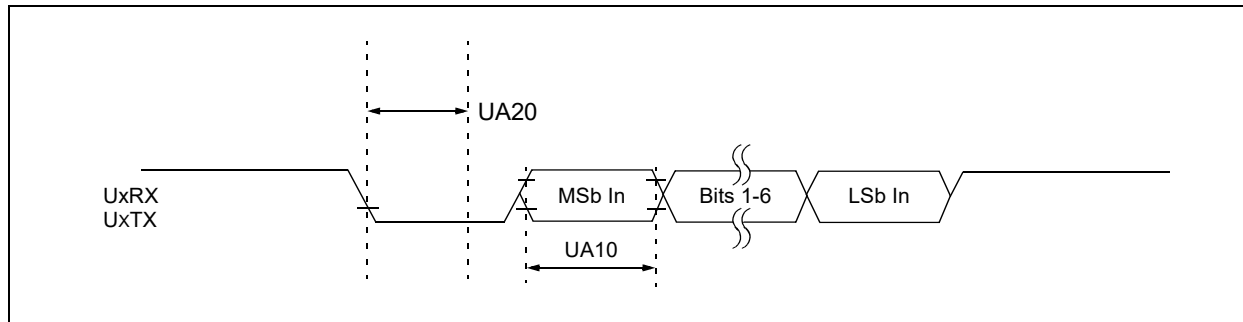 UA20
UxRX
UxTX
MSb In
Bits 1-6
LSb In
UA10